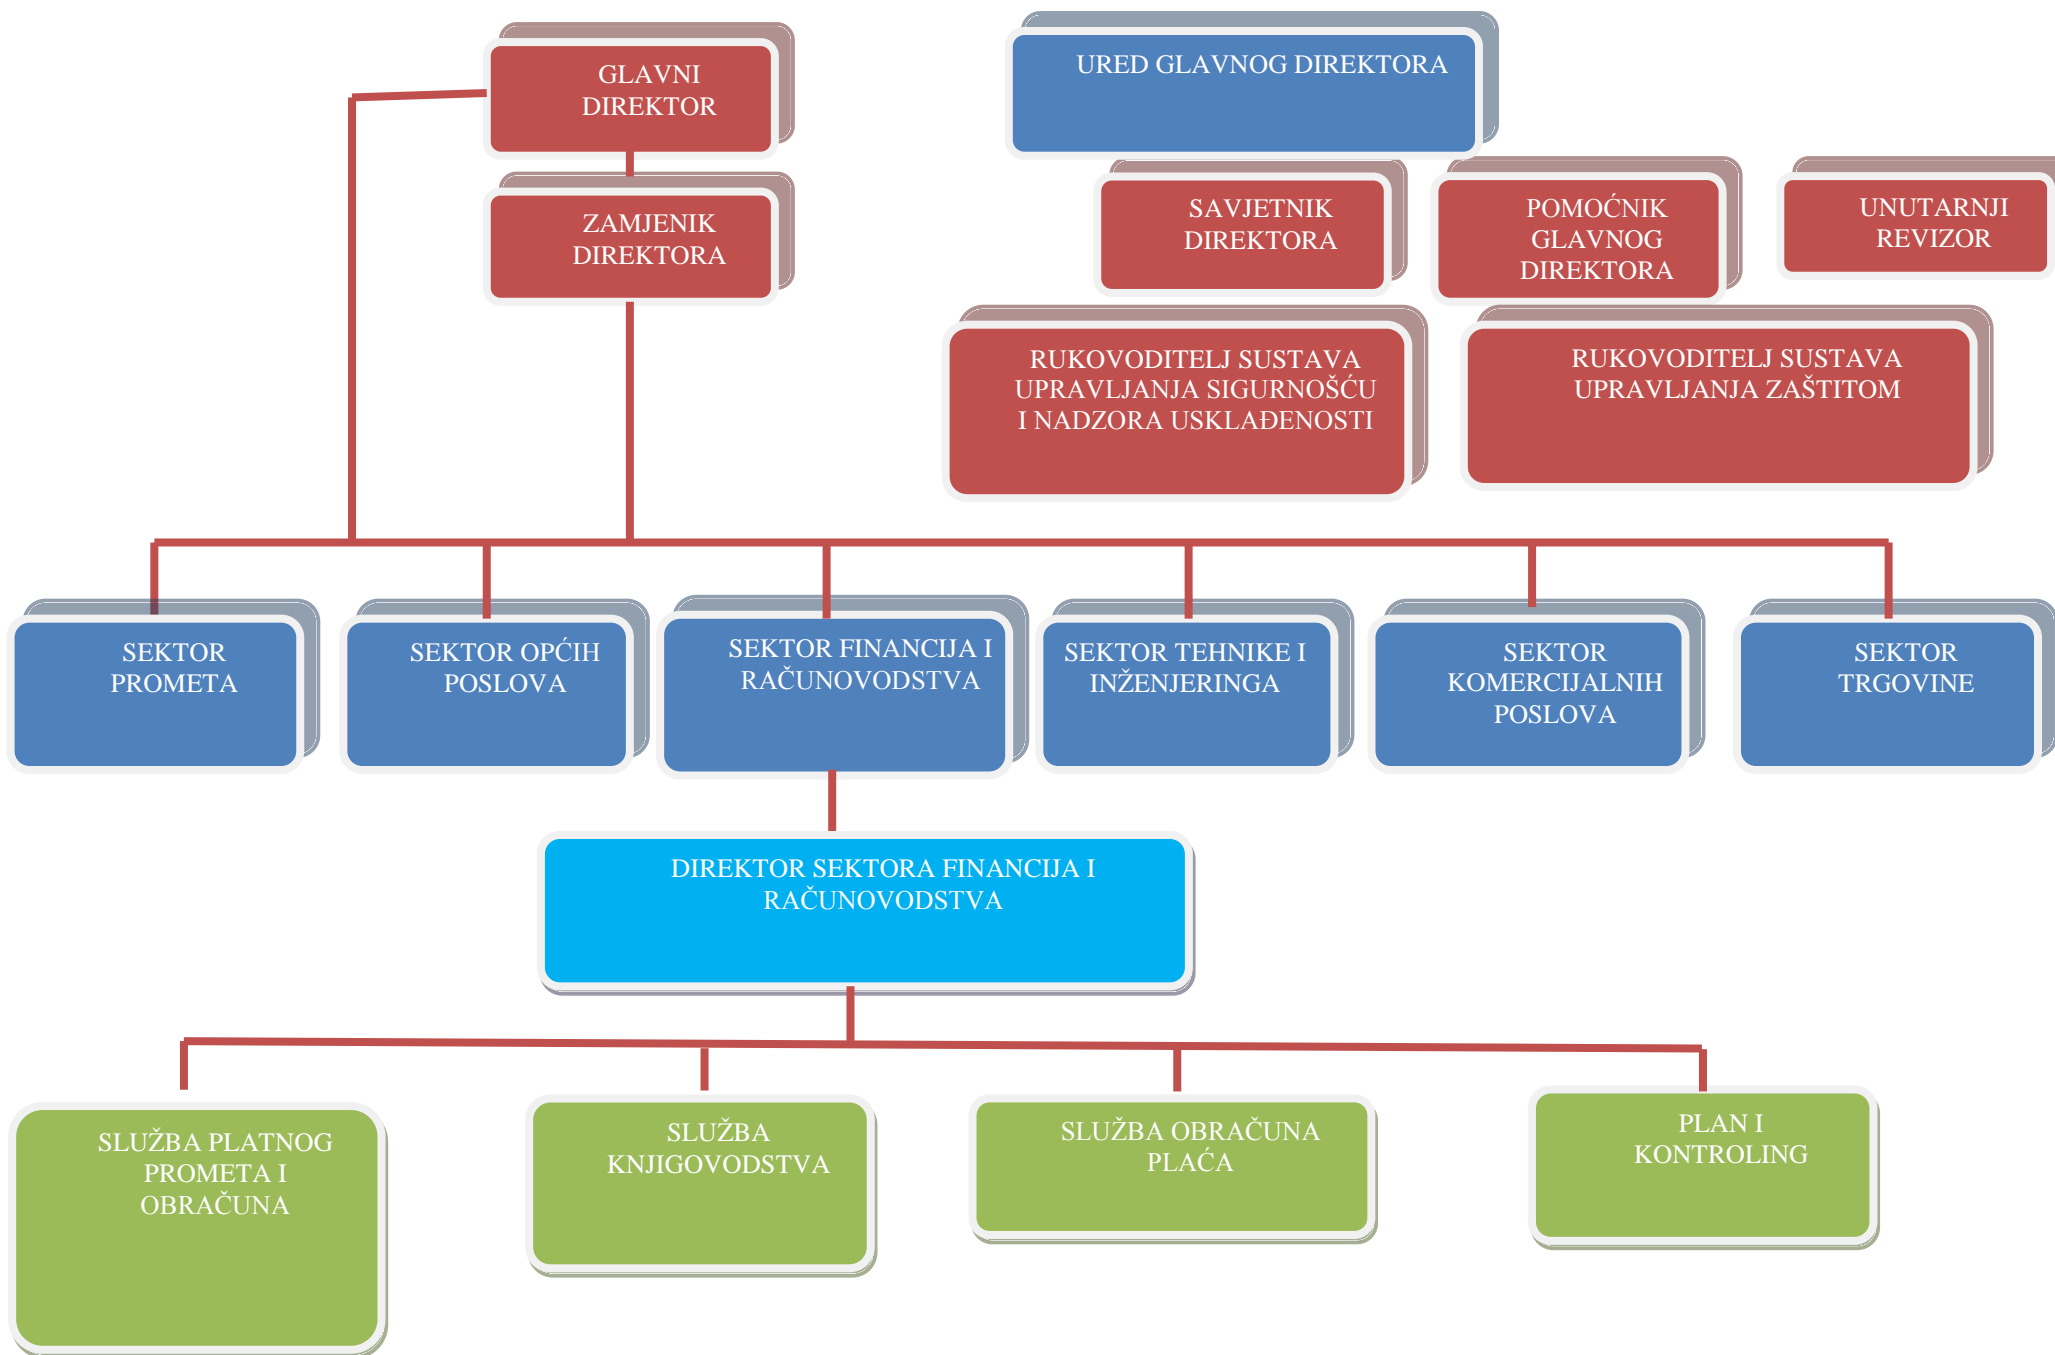 GLAVNI
DIREKTOR
URED GLAVNOG DIREKTORA
ZAMJENIK
DIREKTORA
SAVJETNIK
DIREKTORA
POMOĆNIK
GLAVNOG
DIREKTORA
UNUTARNJI
REVIZOR
RUKOVODITELJ SUSTAVA
UPRAVLJANJA SIGURNOŠĆU
I NADZORA USKLAĐENOSTI
RUKOVODITELJ SUSTAVA
UPRAVLJANJA ZAŠTITOM
SEKTOR
PROMETA
SEKTOR OPĆIH
POSLOVA
SEKTOR FINANCIJA I
RAČUNOVODSTVA
SEKTOR TEHNIKE I
INŽENJERINGA
SEKTOR
KOMERCIJALNIH
POSLOVA
SEKTOR
TRGOVINE
DIREKTOR SEKTORA FINANCIJA I
RAČUNOVODSTVA
SLUŽBA PLATNOG
PROMETA I
OBRAČUNA
SLUŽBA
KNJIGOVODSTVA
SLUŽBA OBRAČUNA
PLAĆA
PLAN I
KONTROLING